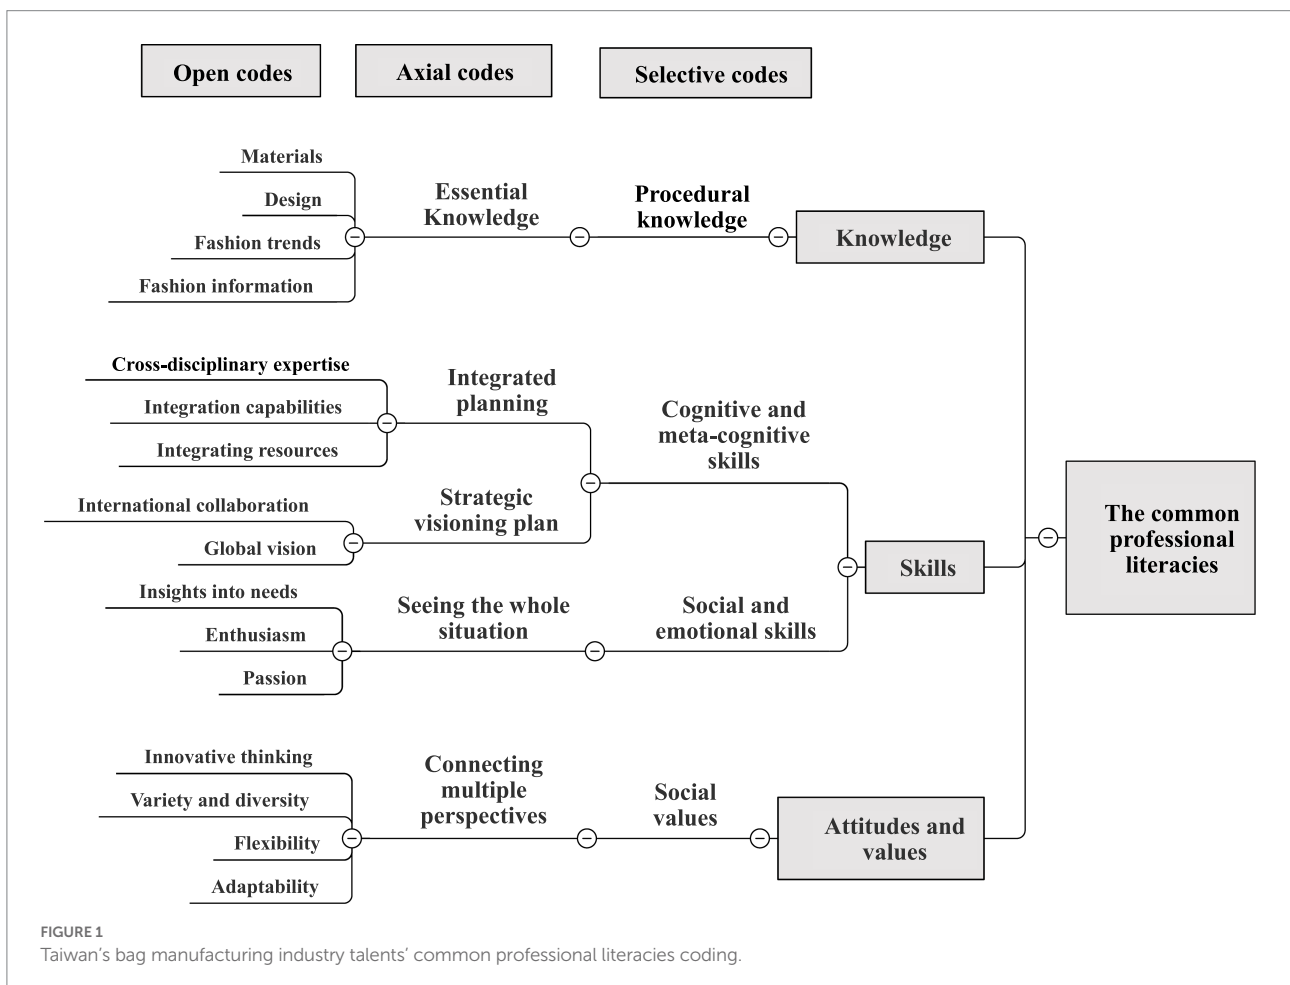 Open codes
Axial codes
Selective codes
Materials
Design
Fashion trends
Fashion information
Essential
Knowledge
Procedural
knowledge
Knowledge
Cross-disciplinary expertise
Integration capabilities
Integrating resources
Integrated
planning
International collaboration
Global vision
Strategic
visioning plan
Cognitive and
meta-cognitive
skills
Insights into needs
Enthusiasm
Passion
Seeing the whole
situation
Social and
emotional skills
Skills
Innovative thinking
Variety and diversity
Flexibility
Adaptability
Connecting
multiple
perspectives
Social
values
Attitudes and
values
The common
professional
literacies
FIGURE 1
Taiwan's bag manufacturing industry talents' common professional literacies coding.